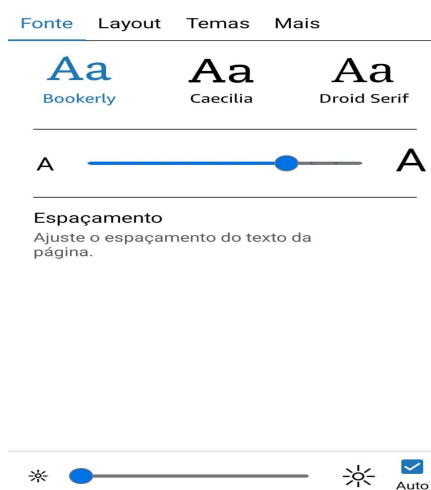 Fonte Layout Temas Mais
Aa Aa Aa
Bookerly Caecilia Droid Serif
A A
Espaçamento
Ajuste o espaçamento do texto da
página.
Auto